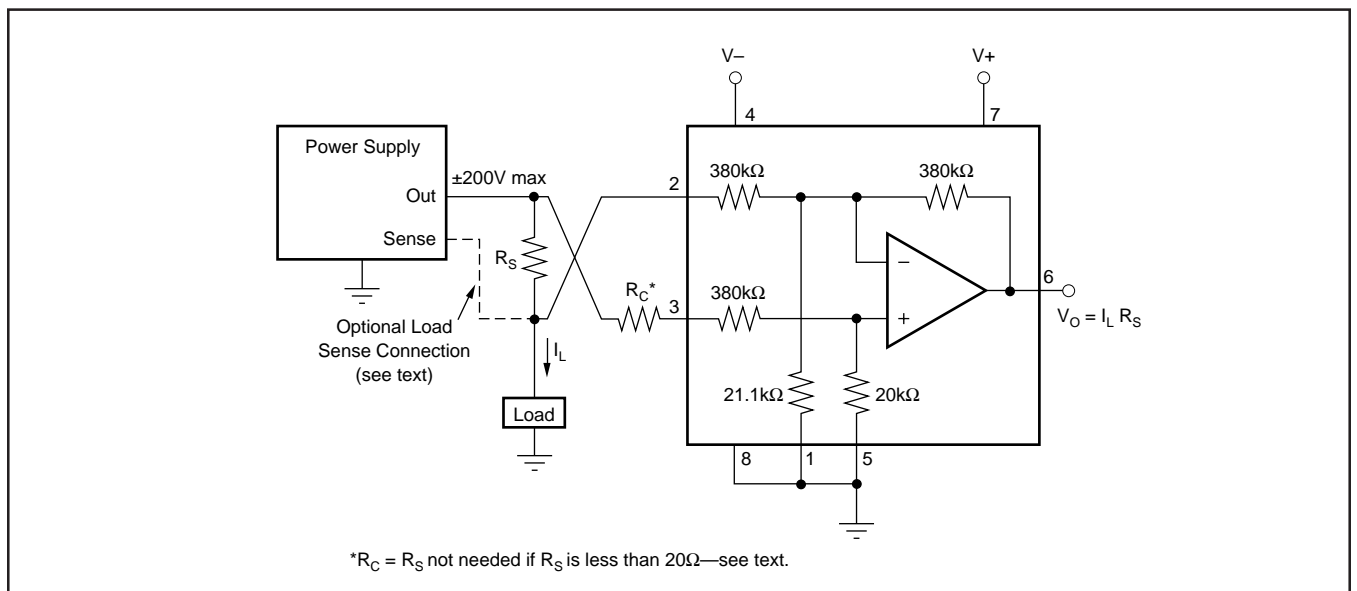 V–
V+
4
7
Power Supply
±200V max
Out
Sense
2
380kΩ
380kΩ
R_S
R_C*
3
380kΩ
–
+
6
V_O = I_L R_S
Optional Load
Sense Connection
(see text)
I_L
21.1kΩ
20kΩ
Load
8
1
5
*R_C = R_S not needed if R_S is less than 20Ω—see text.